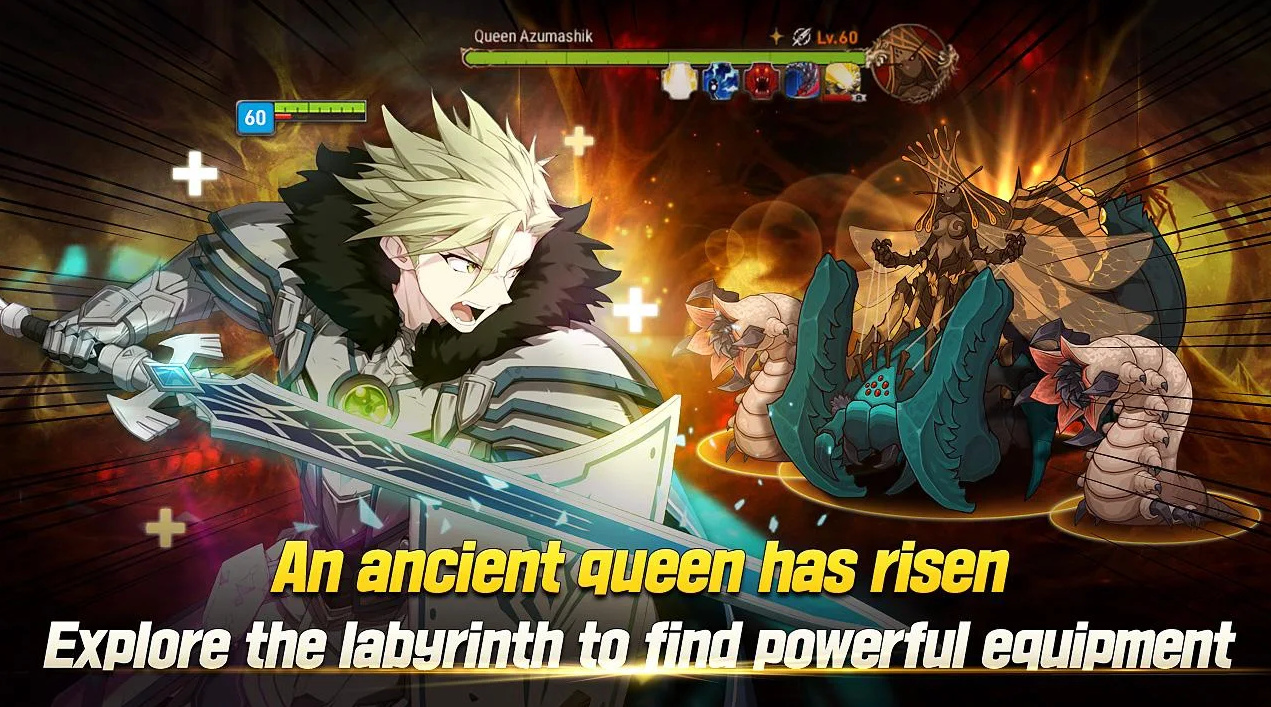 Queen Azumashik
Lv.60
60
An ancient queen has risen
Explore the labyrinth to find powerful equipment